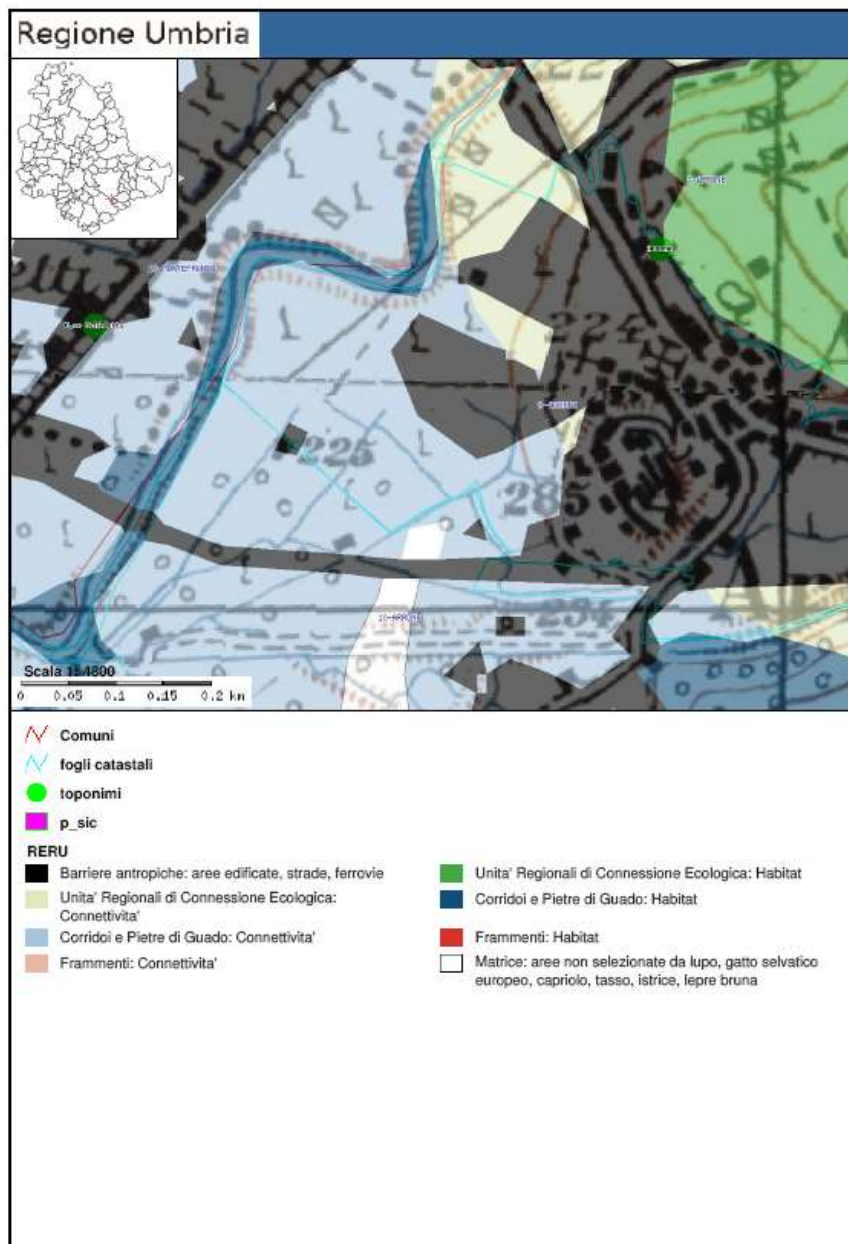 Regione Umbria
224
225
285
10-ARRONE
234
Scala 1:4800
0 0.05 0.1 0.15 0.2 km
Comuni
fogli catastali
toponimi
p_sic
RERU
Barriere antropiche: aree edificate, strade, ferrovie
Unita' Regionali di Connessione Ecologica:
Connettivita'
Corridoi e Pietre di Guado: Connettivita'
Frammenti: Connettivita'
Unita' Regionali di Connessione Ecologica: Habitat
Corridoi e Pietre di Guado: Habitat
Frammenti: Habitat
Matrice: aree non selezionate da lupo, gatto selvatico
europeo, capriolo, tasso, istrice, lepre bruna